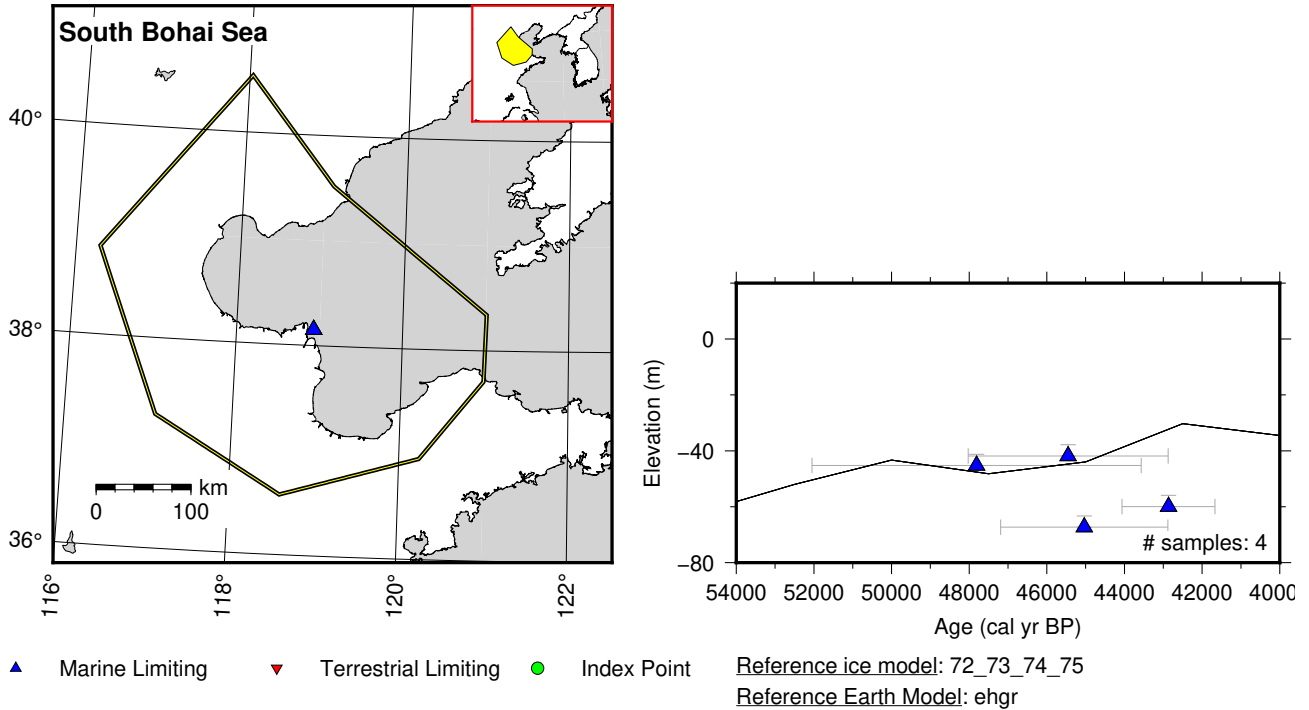 South Bohai Sea
40°
38°
36°
116°
118°
120°
122°
km
0 100
Elevation (m)
0
−40
−80
# samples: 4
54000 52000 50000 48000 46000 44000 42000 40000
Age (cal yr BP)
Marine Limiting Terrestrial Limiting Index Point
Reference ice model: 72_73_74_75
Reference Earth Model: ehgr